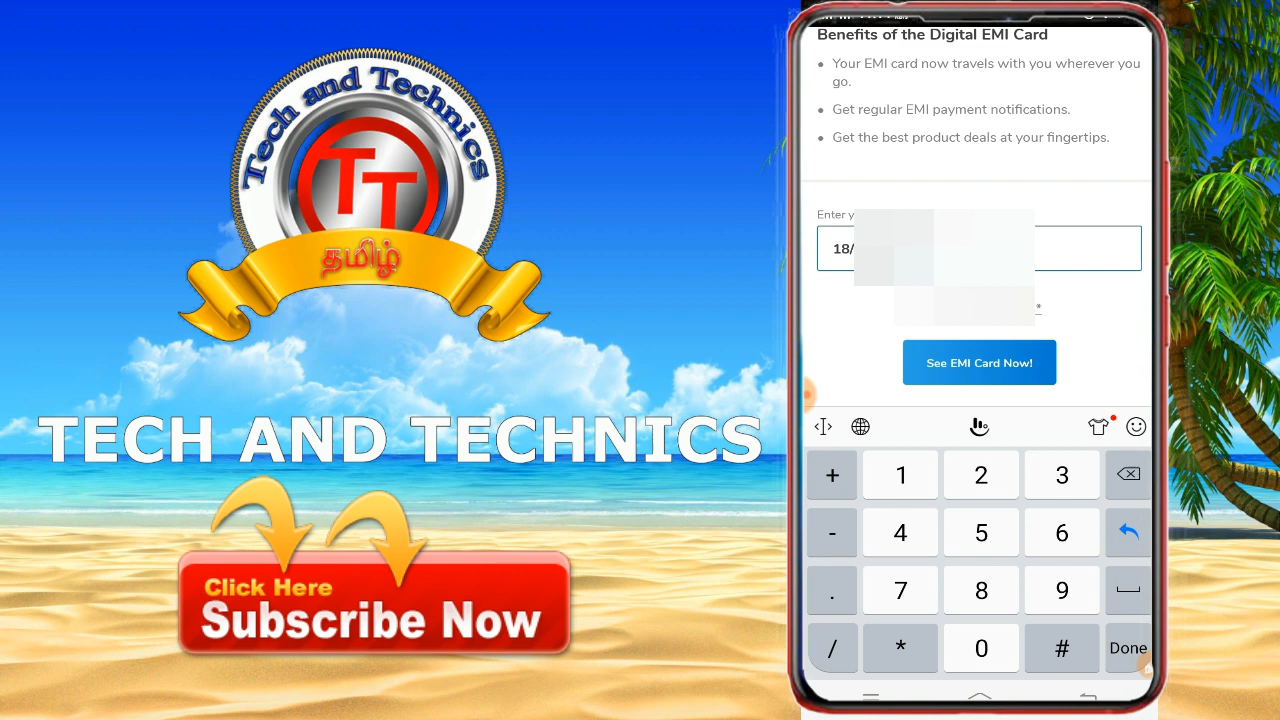 Tech and Technics
TT
தமிழ்
TECH AND TECHNICS
Click Here
Subscribe Now
Benefits of the Digital EMI Card
• Your EMI card now travels with you wherever you
go.
• Get regular EMI payment notifications.
• Get the best product deals at your fingertips.
Enter
18/
*
See EMI Card Now!
+ 1 2 3
- 4 5 6
. 7 8 9
/ * 0 # Done